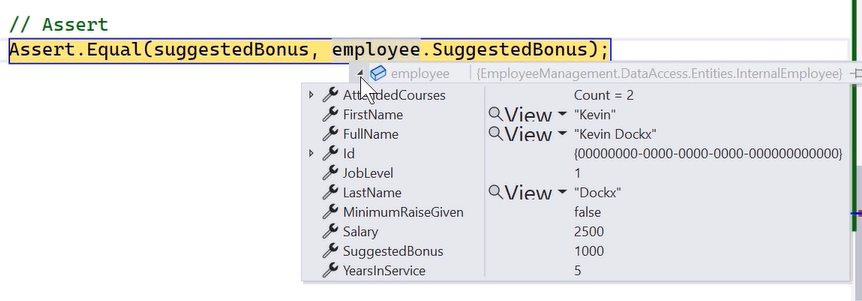 // Assert
Assert.Equal(suggestedBonus, employee.SuggestedBonus);
employee {EmployeeManagement.DataAccess.Entities.InternalEmployee}
AttendedCourses Count = 2
FirstName View "Kevin"
FullName View "Kevin Dockx"
Id {00000000-0000-0000-0000-000000000000}
JobLevel 1
LastName View "Dockx"
MinimumRaiseGiven false
Salary 2500
SuggestedBonus 1000
YearsInService 5